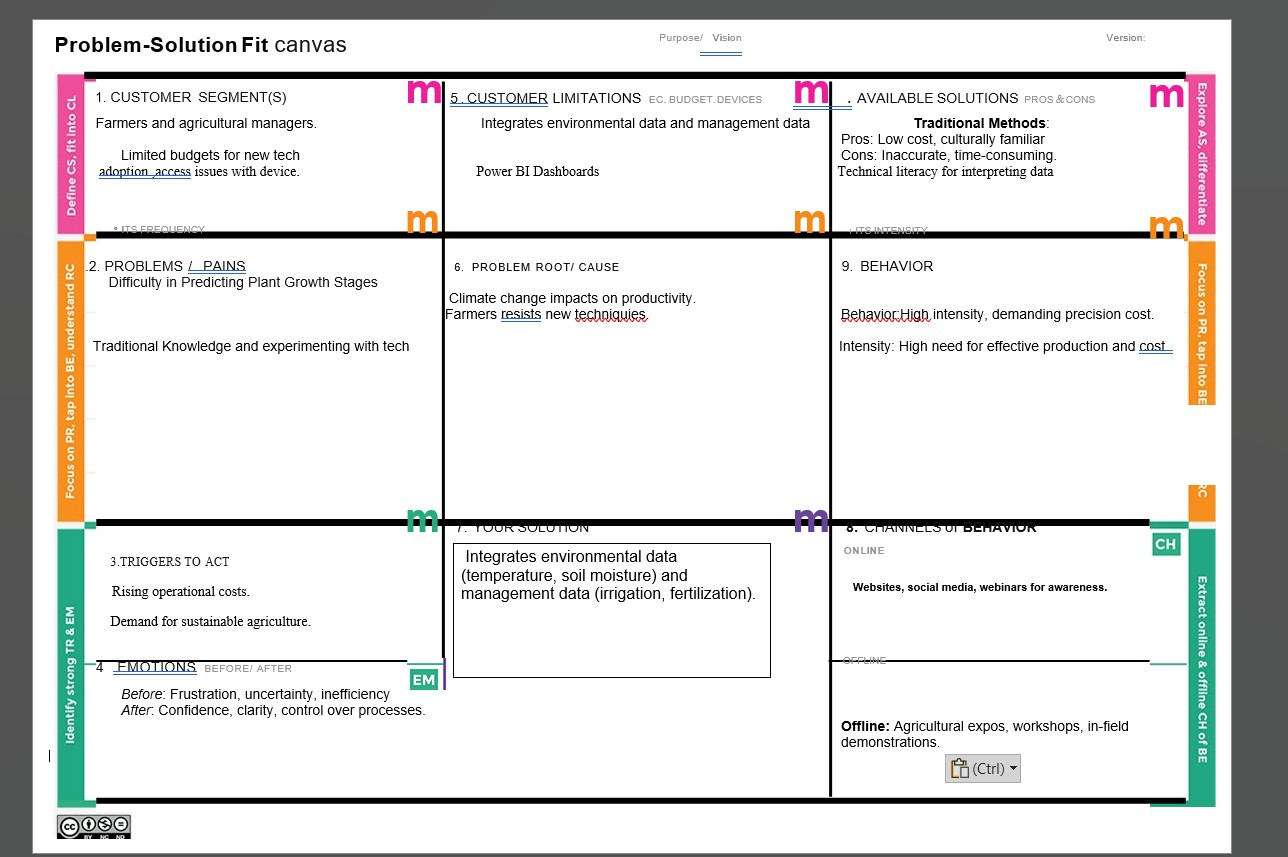 Problem-Solution Fit canvas
Purpose/ Vision
Version:
Define CS, fit into CL
1. CUSTOMER SEGMENT(S)
Farmers and agricultural managers.
Limited budgets for new tech
adoption ,access issues with device.
m
5 . CUSTOMER LIMITATIONS EC. BUDGET. DEVICES
Integrates environmental data and management data
Power BI Dashboards
m
. AVAILABLE SOLUTIONS PROS & CONS
Traditional Methods:
Pros: Low cost, culturally familiar
Cons: Inaccurate, time-consuming.
Technical literacy for interpreting data
m
Explore AS, differentiate
• ITS FREQUENCY
m
m
ITS INTENSITY
m
Focus on PR, tap into BE, understand RC
.2. PROBLEMS / PAINS
Difficulty in Predicting Plant Growth Stages
Traditional Knowledge and experimenting with tech
6. PROBLEM ROOT/ CAUSE
Climate change impacts on productivity.
Farmers resists new techniquies.
9. BEHAVIOR
Behavior:High intensity, demanding precision cost.
Intensity: High need for effective production and cost
Focus on PR, tap into BE
RC
m
m
Identify strong TR & EM
3.TRIGGERS TO ACT
Rising operational costs.
Demand for sustainable agriculture.
4 EMOTIONS BEFORE/ AFTER
EM
Before: Frustration, uncertainty, inefficiency
After: Confidence, clarity, control over processes.
7. YOUR SOLUTION
Integrates environmental data
(temperature, soil moisture) and
management data (irrigation, fertilization).
8. CHANNELS of BEHAVIOR
CH
ONLINE
Websites, social media, webinars for awareness.
OFFLINE
Offline: Agricultural expos, workshops, in-field
demonstrations.
(Ctrl)
Extract online & offline CH of BE
cc
BY NC ND